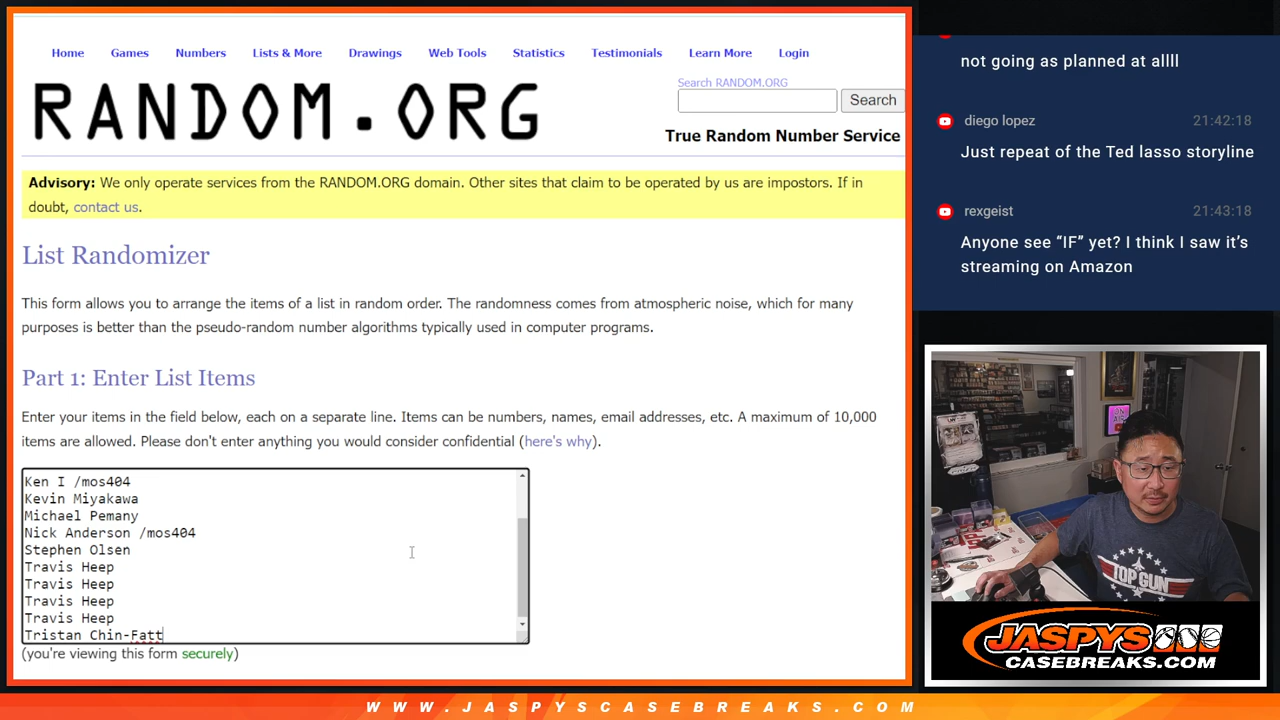 Home Games Numbers Lists & More Drawings Web Tools Statistics Testimonials Learn More Login
Search RANDOM.ORG
RANDOM.ORG
Search
True Random Number Service
Advisory: We only operate services from the RANDOM.ORG domain. Other sites that claim to be operated by us are impostors. If in
doubt, contact us.
List Randomizer
This form allows you to arrange the items of a list in random order. The randomness comes from atmospheric noise, which for many
purposes is better than the pseudo-random number algorithms typically used in computer programs.
Part 1: Enter List Items
Enter your items in the field below, each on a separate line. Items can be numbers, names, email addresses, etc. A maximum of 10,000
items are allowed. Please don't enter anything you would consider confidential (here's why).
Ken I /mos404
Kevin Miyakawa
Michael Pemany
Nick Anderson /mos404
Stephen Olsen
Travis Heep
Travis Heep
Travis Heep
Travis Heep
Tristan Chin-Fatt
(you're viewing this form securely)
not going as planned at allll
diego lopez 21:42:18
Just repeat of the Ted lasso storyline
rexgeist 21:43:18
Anyone see “IF” yet? I think I saw it’s
streaming on Amazon
TOP GUN
JASPYS
CASEBREAKS.COM
WWW.JASPYSCASEBREAKS.COM